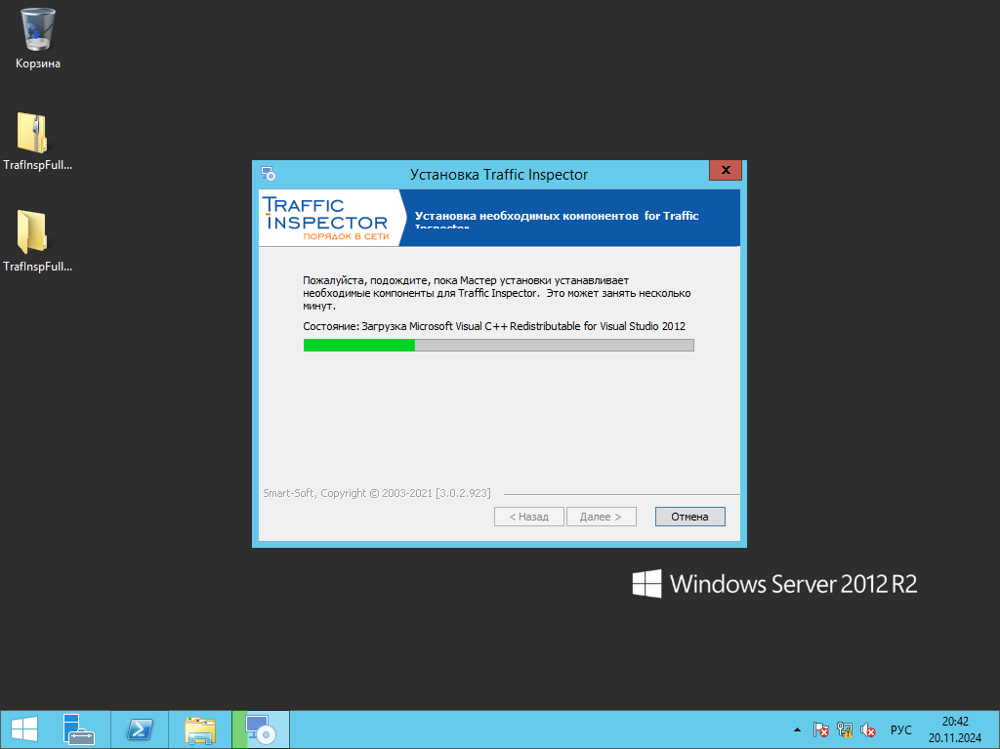 Корзина
TrafInspFull...
TrafInspFull...
Установка Traffic Inspector
TRAFFIC
INSPECTOR
ПОРЯДОК В СЕТИ
Установка необходимых компонентов for Traffic
Inspector
Пожалуйста, подождите, пока Мастер установки устанавливает
необходимые компоненты для Traffic Inspector. Это может занять несколько
минут.
Состояние: Загрузка Microsoft Visual C++ Redistributable for Visual Studio 2012
Smart-Soft, Copyright © 2003-2021 [3.0.2.923]
< Назад
Далее >
Отмена
Windows Server 2012 R2
РУС
20:42
20.11.2024